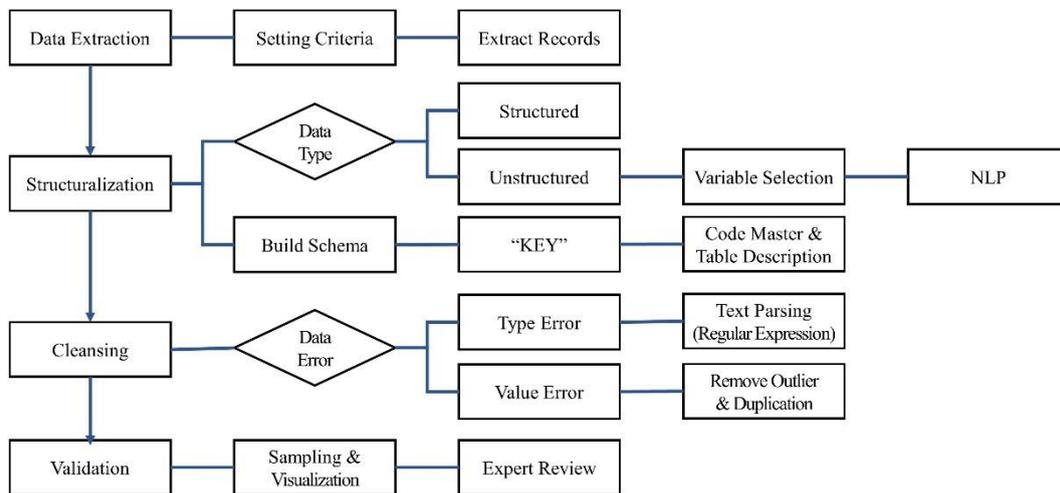 Data Extraction
Setting Criteria
Extract Records
Data
Type
Structured
Structuralization
Unstructured
Variable Selection
NLP
Build Schema
“KEY”
Code Master &
Table Description
Cleansing
Data
Error
Type Error
Text Parsing
(Regular Expression)
Value Error
Remove Outlier
& Duplication
Validation
Sampling &
Visualization
Expert Review